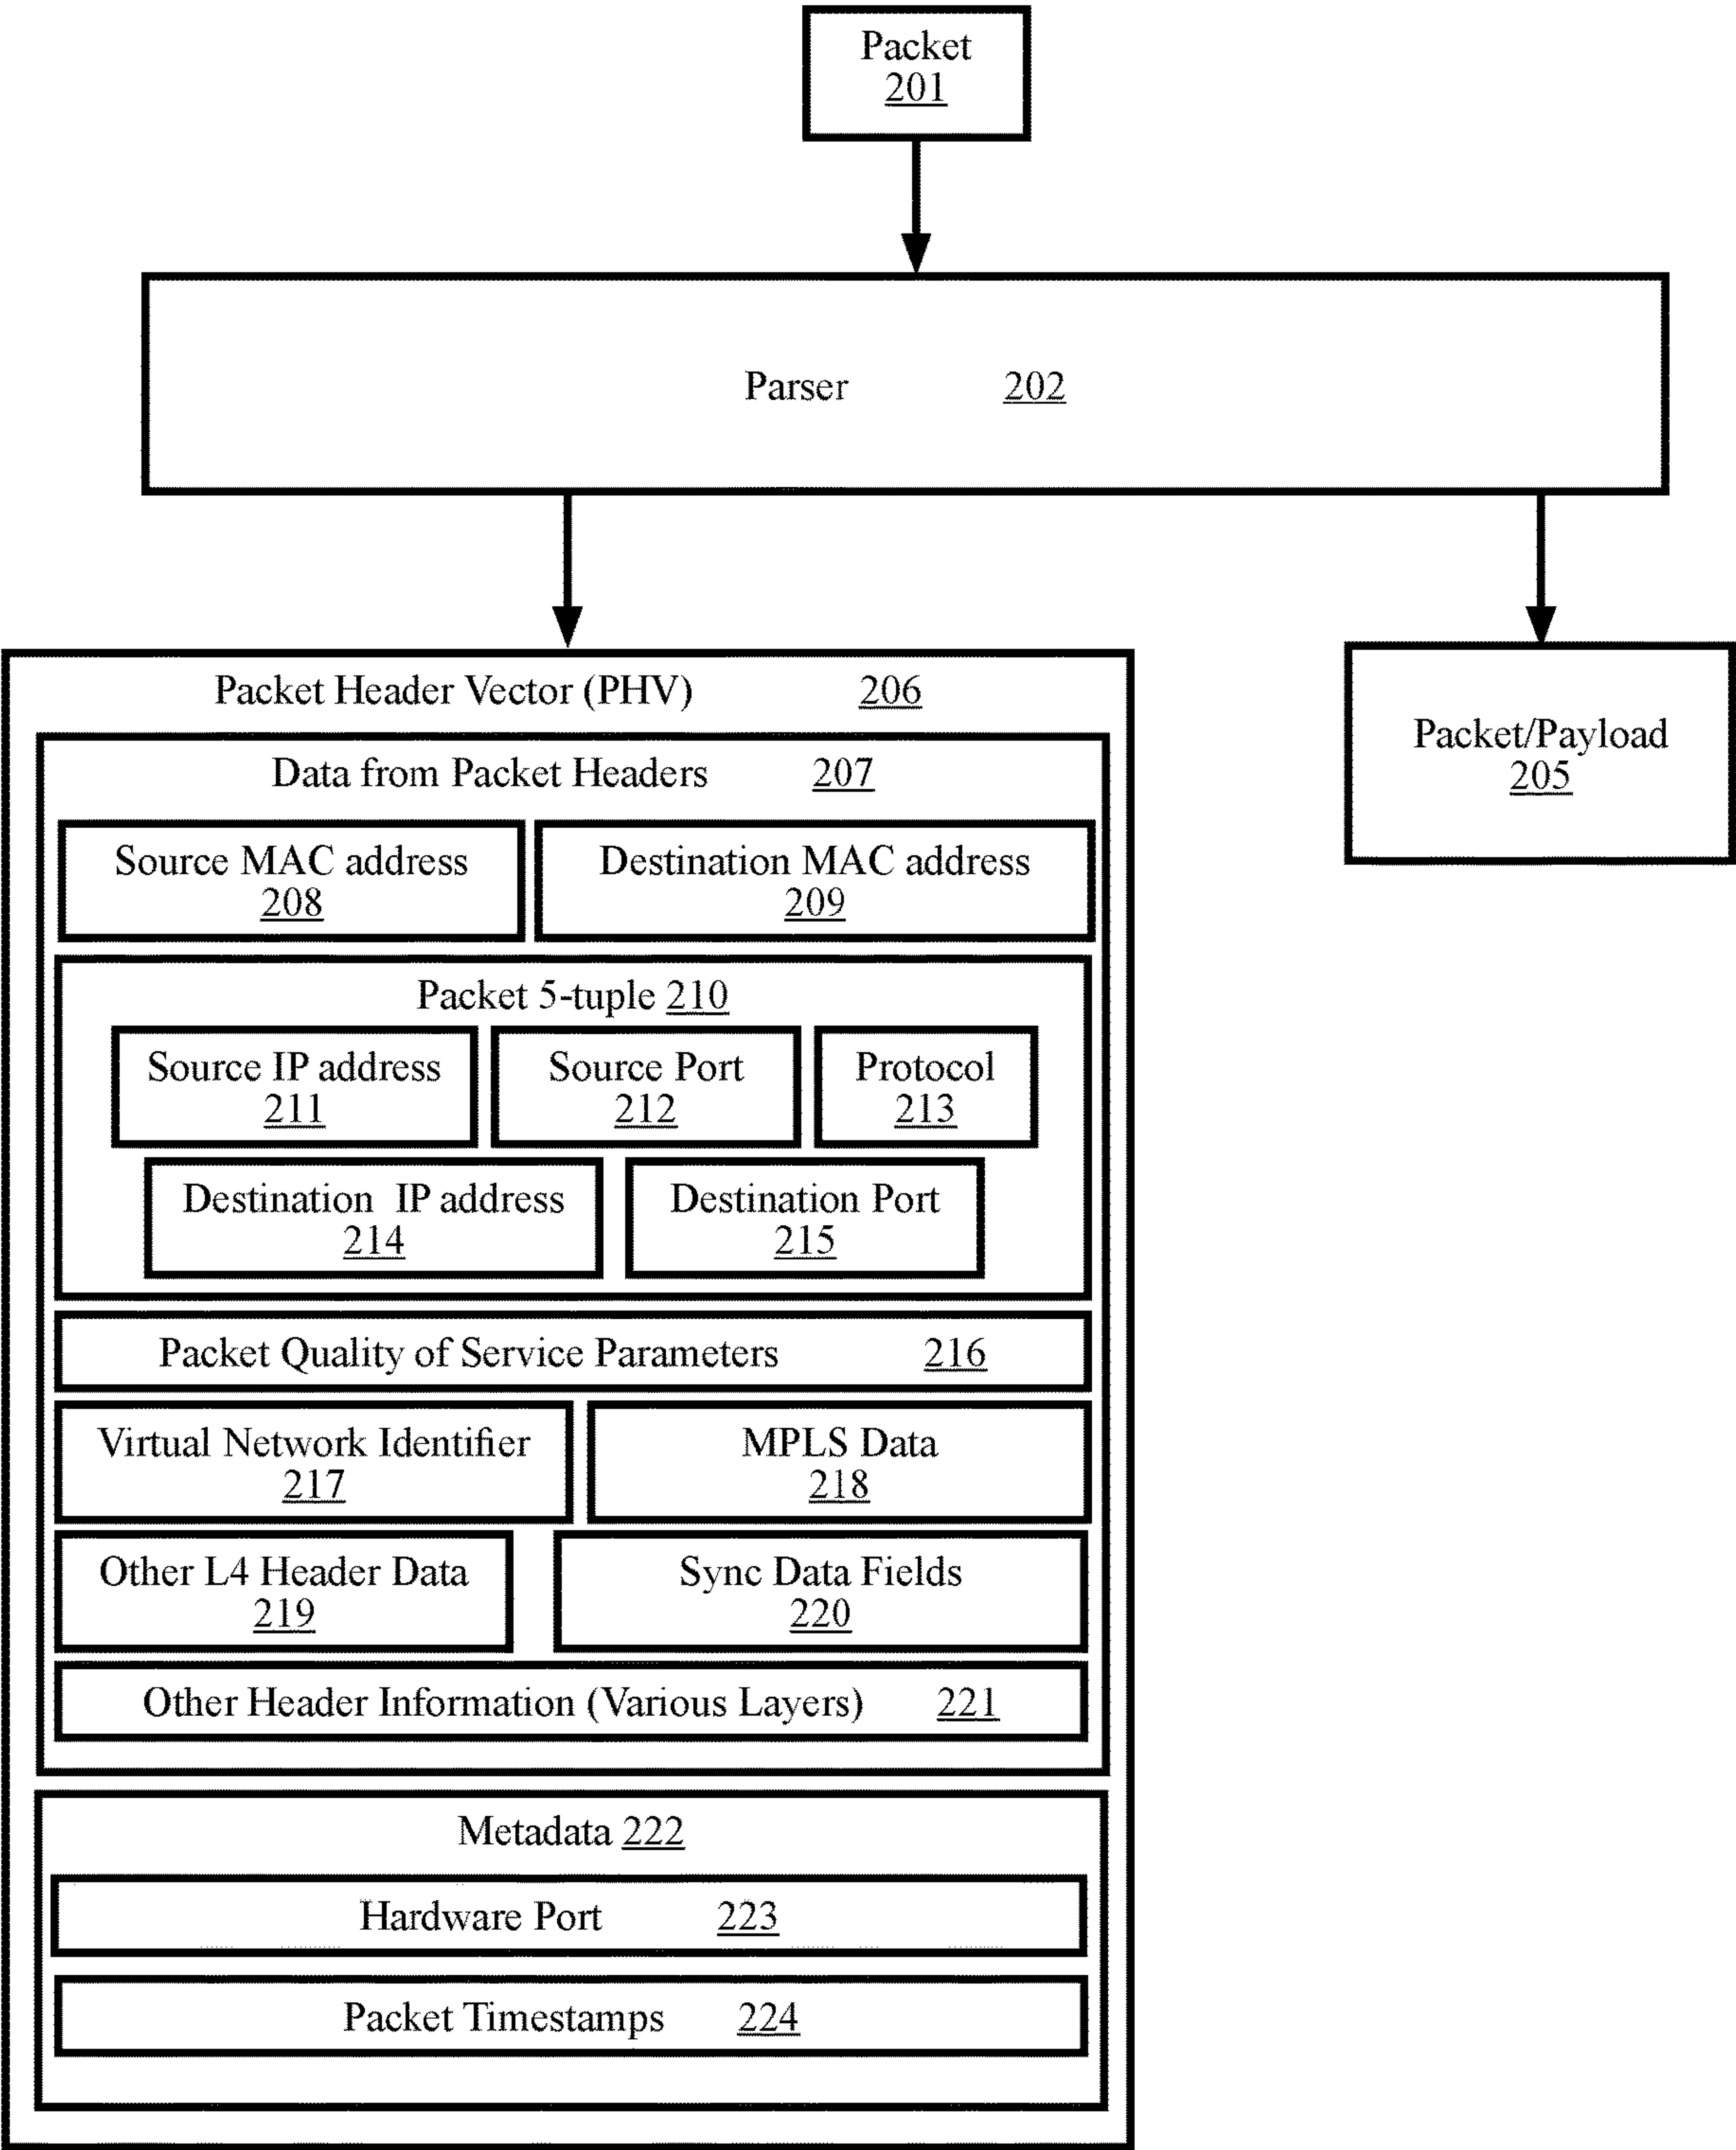 Packet
201
Parser 202
Packet Header Vector (PHV) 206
Data from Packet Headers 207
Source MAC address
208
Destination MAC address
209
Packet 5-tuple 210
Source IP address
211
Source Port
212
Protocol
213
Destination IP address
214
Destination Port
215
Packet Quality of Service Parameters 216
Virtual Network Identifier
217
MPLS Data
218
Other L4 Header Data
219
Sync Data Fields
220
Other Header Information (Various Layers) 221
Metadata 222
Hardware Port 223
Packet Timestamps 224
Packet/Payload
205